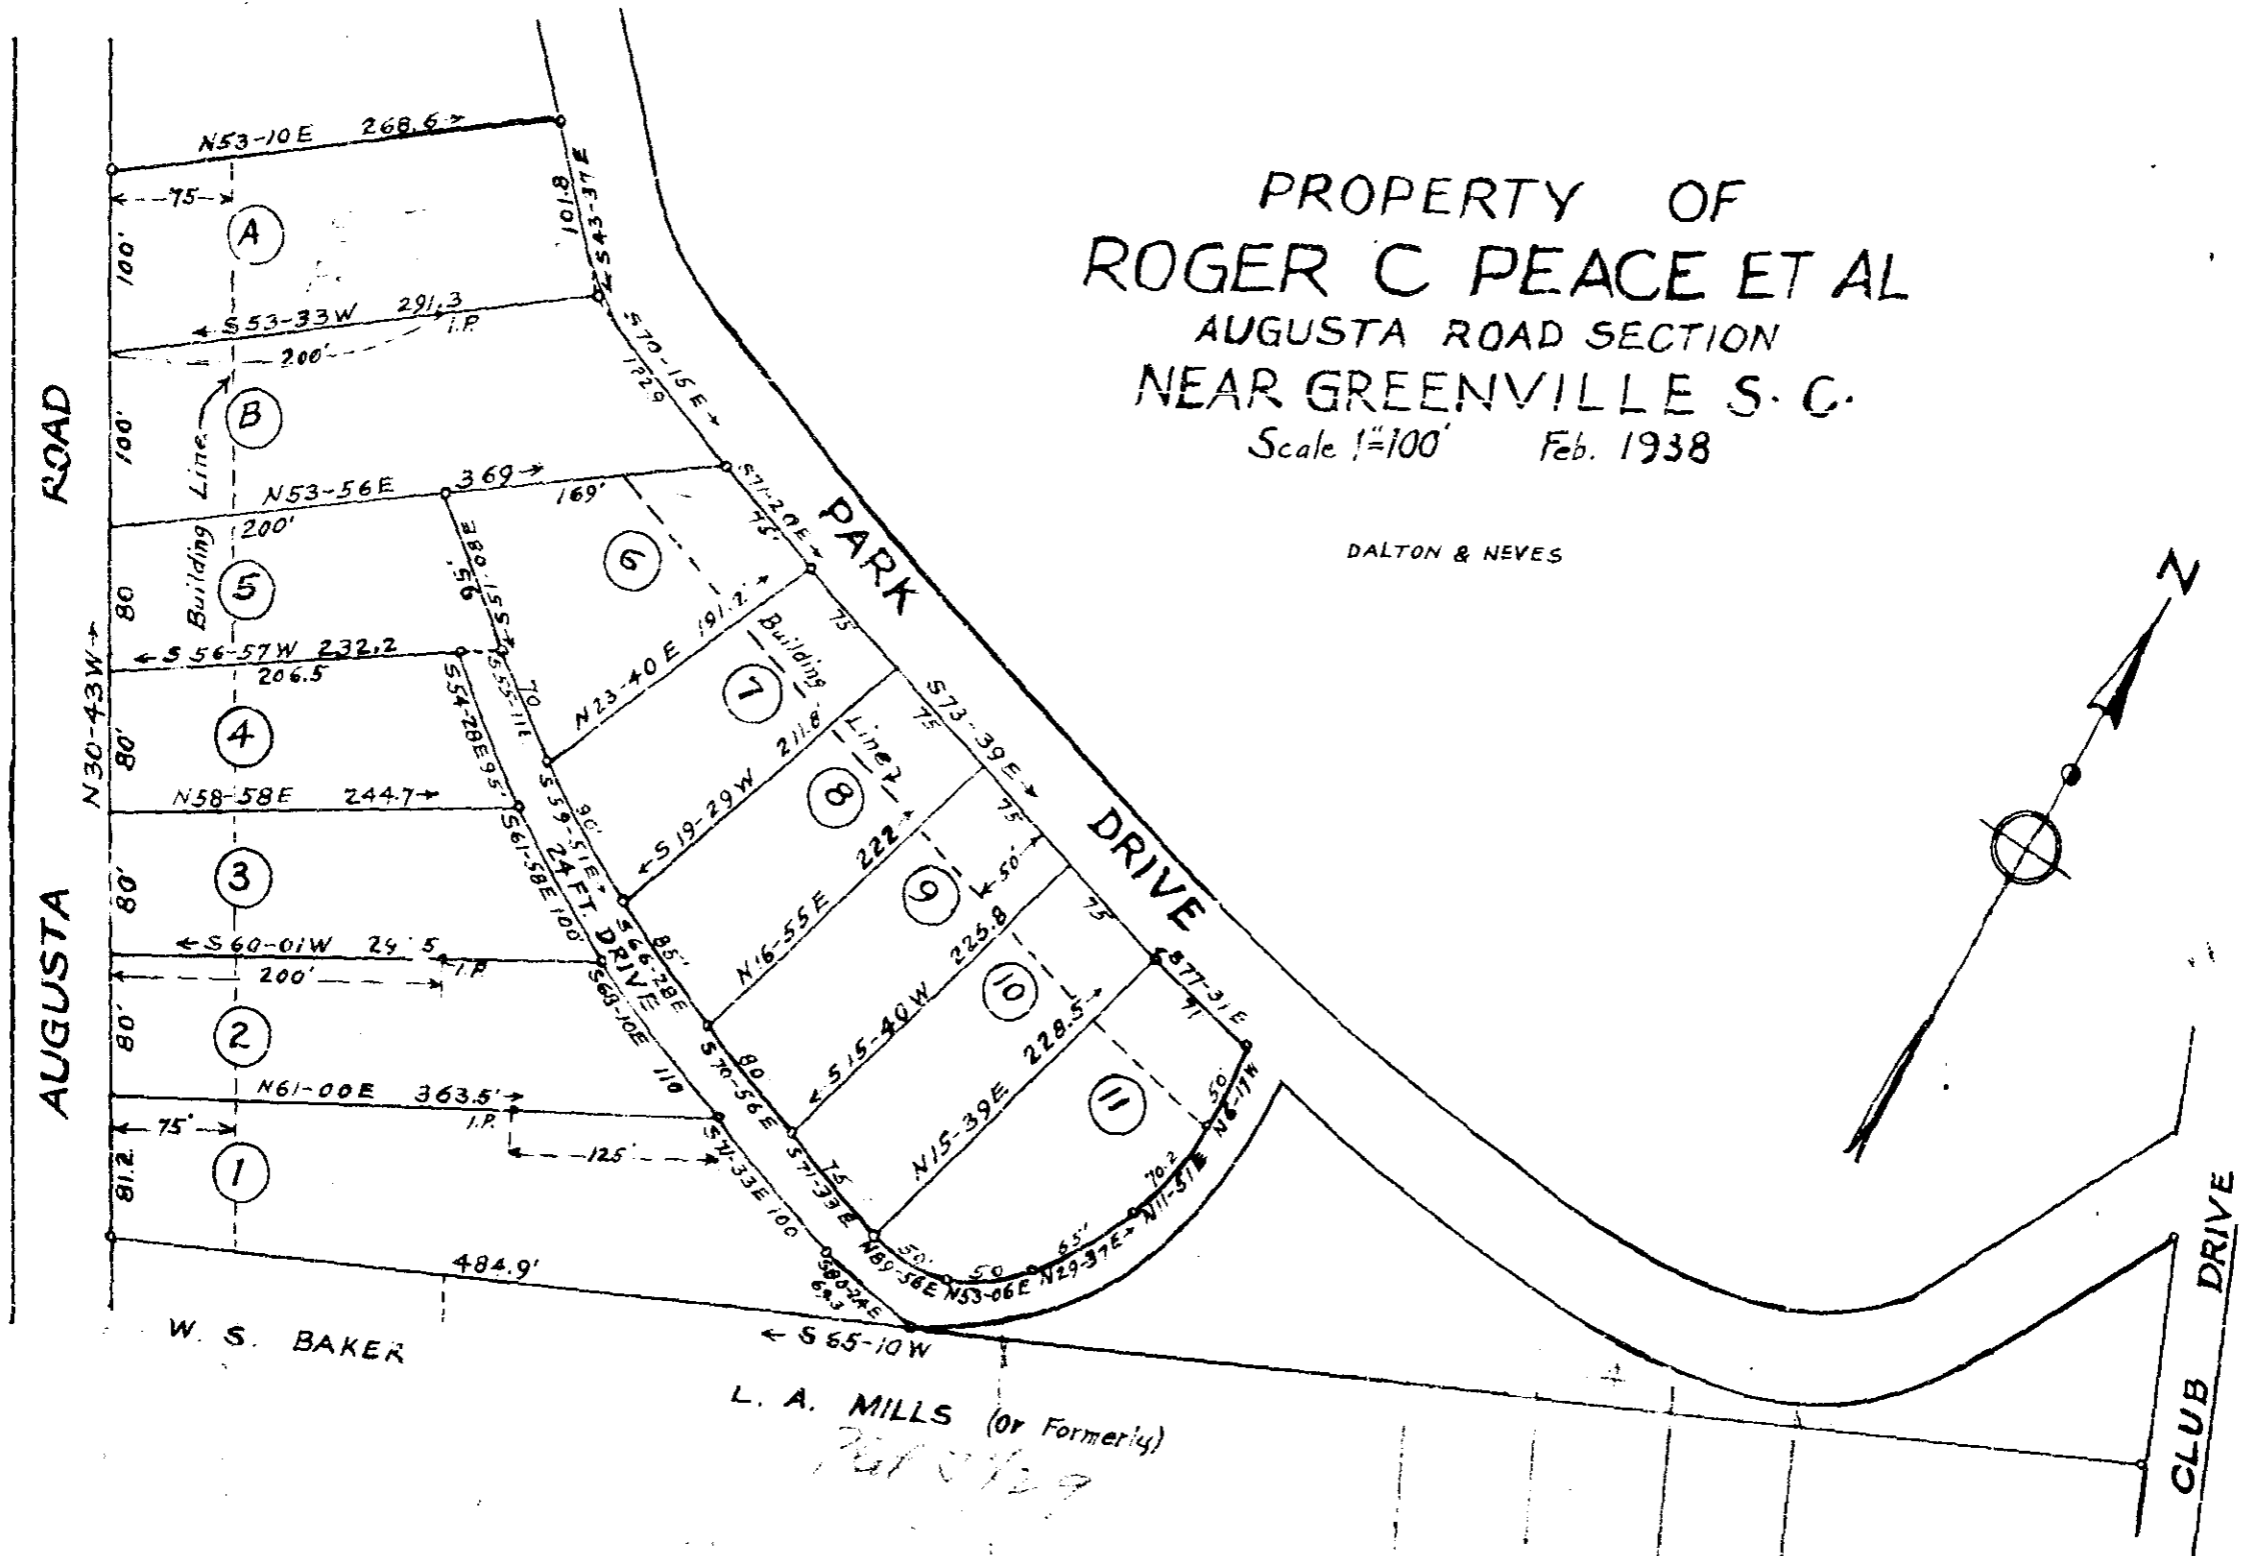 PROPERTY OF
ROGER C PEACE ET AL
AUGUSTA ROAD SECTION
NEAR GREENVILLE S. C.
Scale 1"=100' Feb. 1938
DALTON & NEVES
N
AUGUSTA ROAD
N30-43W
PARK DRIVE
CLUB DRIVE
24 FT. DRIVE
N53-10E 268.5
75
A
100'
101.8
S43-37E
S53-33W 291.3
I.P.
200'
Building Line
B
100'
S70-15E
122.9
N53-56E 369
200'
169'
5
80
S51-08E
95'
6
S71-20E
75'
S56-57W 232.2
206.5
S55-11E
70
N23-40E 191.2
4
80'
S54-28E 95'
7
75'
Building Line
N58-58E 244.7
S59-51E
90'
S19-29W 211.8
3
80'
S61-58E 100'
8
75
S73-39E
S60-01W
200'
I.P.
S66-28E
85'
N16-55E 222
2
80'
S68-10E 110
9
75
50'
N61-00E 363.5'
I.P.
75'
125'
S70-56E
80
S15-40W 225.8
10
75
1
81.2
S71-33E 100
S71-33E
75
N15-39E 228.5
S77-31E
71
11
50'
N6-19W
70.2
N11-51E
65'
N29-37E
50
N53-06E
50'
N89-56E
S80-24E
69.3
484.9'
S65-10W
W. S. BAKER
L. A. MILLS (or Formerly)